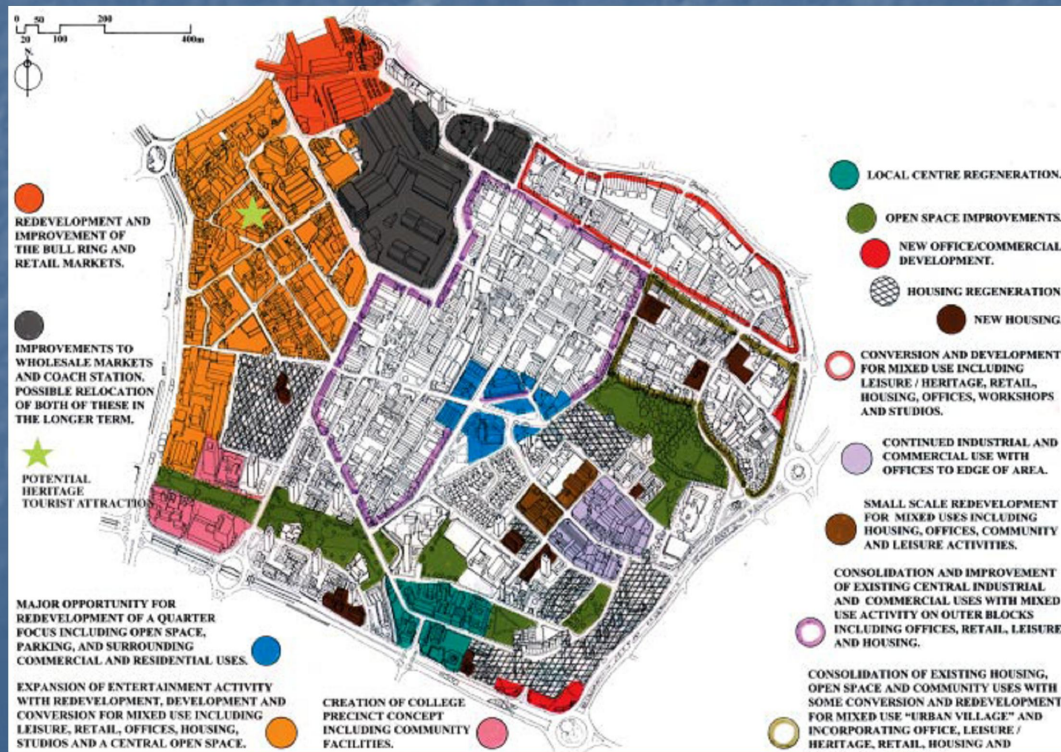 0 50 200
20 100 400m
N.
REDEVELOPMENT AND
IMPROVEMENT OF
THE BULL RING AND
RETAIL MARKETS.
IMPROVEMENTS TO
WHOLESALE MARKETS
AND COACH STATION.
POSSIBLE RELOCATION
OF BOTH OF THESE IN
THE LONGER TERM.
POTENTIAL
HERITAGE
TOURIST ATTRACTION
MAJOR OPPORTUNITY FOR
REDEVELOPMENT OF A QUARTER
FOCUS INCLUDING OPEN SPACE,
PARKING, AND SURROUNDING
COMMERCIAL AND RESIDENTIAL USES.
EXPANSION OF ENTERTAINMENT ACTIVITY
WITH REDEVELOPMENT, DEVELOPMENT AND
CONVERSION FOR MIXED USE INCLUDING
LEISURE, RETAIL, OFFICES, HOUSING,
STUDIOS AND A CENTRAL OPEN SPACE.
CREATION OF COLLEGE
PRECINCT CONCEPT
INCLUDING COMMUNITY
FACILITIES.
LOCAL CENTRE REGENERATION.
OPEN SPACE IMPROVEMENTS.
NEW OFFICE/COMMERCIAL
DEVELOPMENT.
HOUSING REGENERATION
NEW HOUSING.
CONVERSION AND DEVELOPMENT
FOR MIXED USE INCLUDING
LEISURE / HERITAGE, RETAIL,
HOUSING, OFFICES, WORKSHOPS
AND STUDIOS.
CONTINUED INDUSTRIAL AND
COMMERCIAL USE WITH
OFFICES TO EDGE OF AREA.
SMALL SCALE REDEVELOPMENT
FOR MIXED USES INCLUDING
HOUSING, OFFICES, COMMUNITY
AND LEISURE ACTIVITIES.
CONSOLIDATION AND IMPROVEMENT
OF EXISTING CENTRAL INDUSTRIAL
AND COMMERCIAL USES WITH MIXED
USE ACTIVITY ON OUTER BLOCKS
INCLUDING OFFICES, RETAIL, LEISURE
AND HOUSING.
CONSOLIDATION OF EXISTING HOUSING,
OPEN SPACE AND COMMUNITY USES WITH
SOME CONVERSION AND REDEVELOPMENT
FOR MIXED USE "URBAN VILLAGE" AND
INCORPORATING OFFICE, LEISURE /
HERITAGE, RETAIL, HOUSING AND